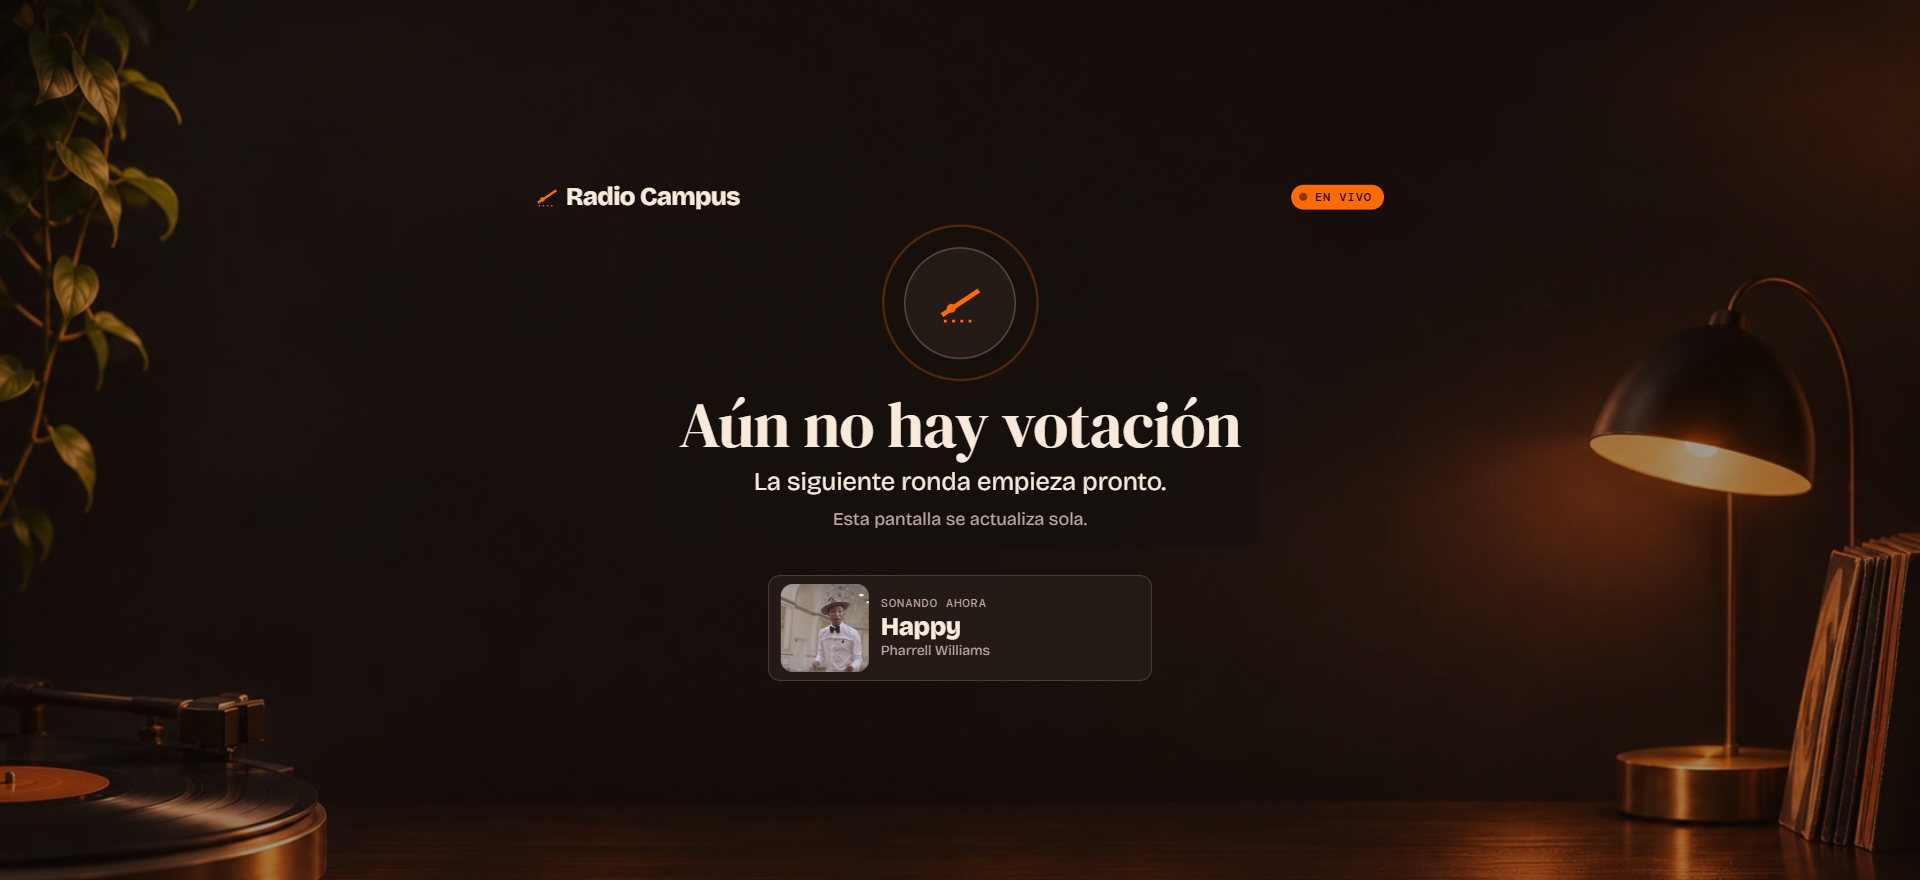 Radio Campus
EN VIVO
Aún no hay votación
La siguiente ronda empieza pronto.
Esta pantalla se actualiza sola.
SONANDO AHORA
Happy
Pharrell Williams